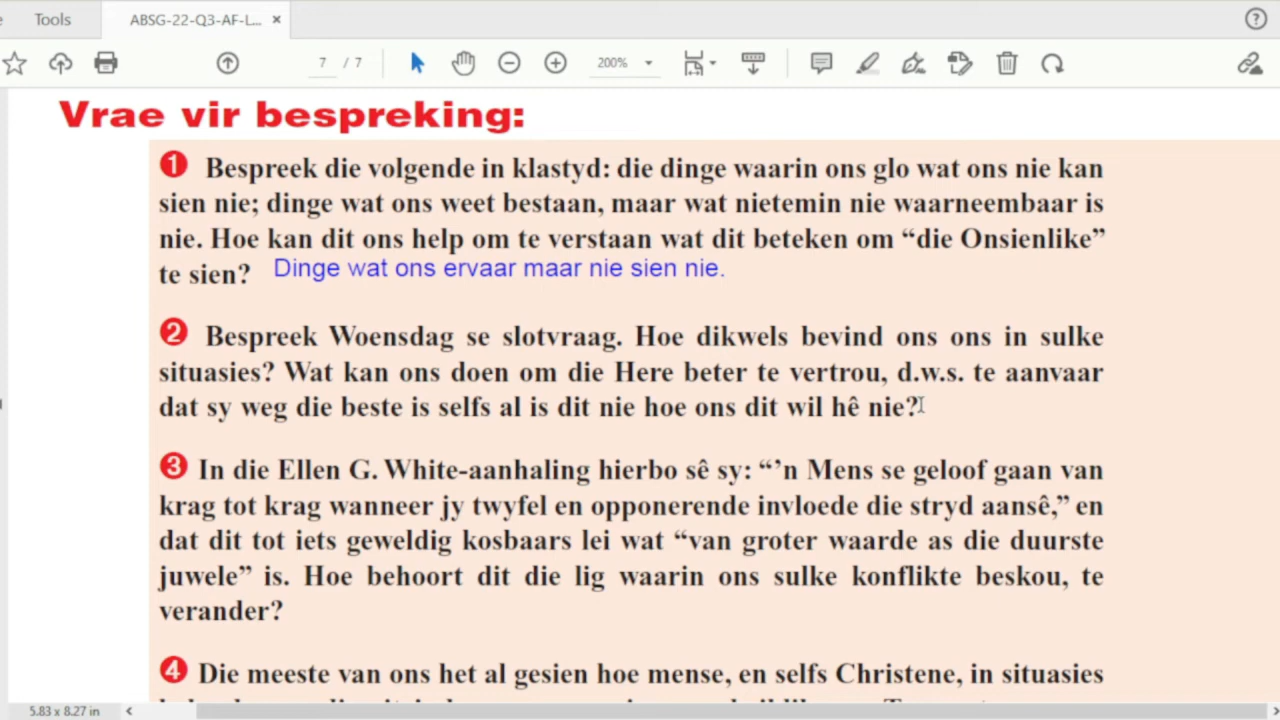 Tools
ABSG-22-Q3-AF-L... ×
7 / 7
200%
Vrae vir bespreking:
1 Bespreek die volgende in klastyd: die dinge waarin ons glo wat ons nie kan
sien nie; dinge wat ons weet bestaan, maar wat nietemin nie waarneembaar is
nie. Hoe kan dit ons help om te verstaan wat dit beteken om “die Onsienlike”
te sien? Dinge wat ons ervaar maar nie sien nie.
2 Bespreek Woensdag se slotvraag. Hoe dikwels bevind ons ons in sulke
situasies? Wat kan ons doen om die Here beter te vertrou, d.w.s. te aanvaar
dat sy weg die beste is selfs al is dit nie hoe ons dit wil hê nie?
3 In die Ellen G. White-aanhaling hierbo sê sy: “’n Mens se geloof gaan van
krag tot krag wanneer jy twyfel en opponerende invloede die stryd aansê,” en
dat dit tot iets geweldig kosbaars lei wat “van groter waarde as die duurste
juwele” is. Hoe behoort dit die lig waarin ons sulke konflikte beskou, te
verander?
4 Die meeste van ons het al gesien hoe mense, en selfs Christene, in situasies
5.83 x 8.27 in